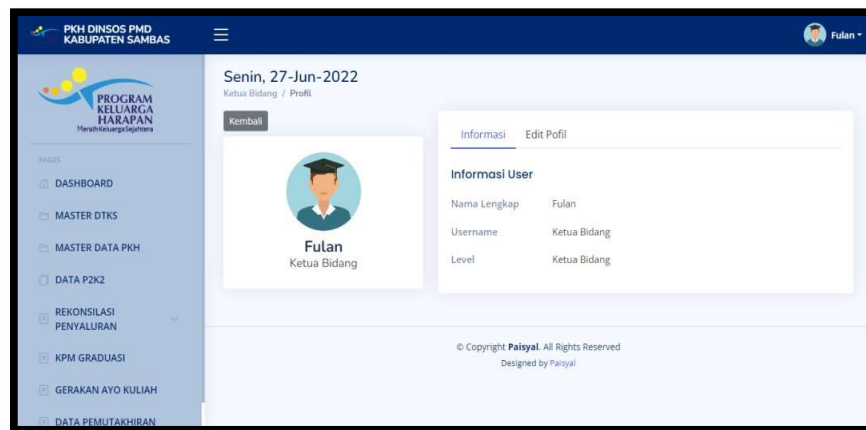 PKH DINSOS PMD
KABUPATEN SAMBAS
Fulan
PROGRAM
KELUARGA
HARAPAN
Meraih Keluarga Sejahtera
PAGES
DASHBOARD
MASTER DTKS
MASTER DATA PKH
DATA P2K2
REKONSILASI
PENYALURAN
KPM GRADUASI
GERAKAN AYO KULIAH
DATA PEMUTAKHIRAN
Senin, 27-Jun-2022
Ketua Bidang / Profil
Kembali
Fulan
Ketua Bidang
Informasi Edit Pofil
Informasi User
Nama Lengkap Fulan
Username Ketua Bidang
Level Ketua Bidang
© Copyright Paisyal. All Rights Reserved
Designed by Paisyal